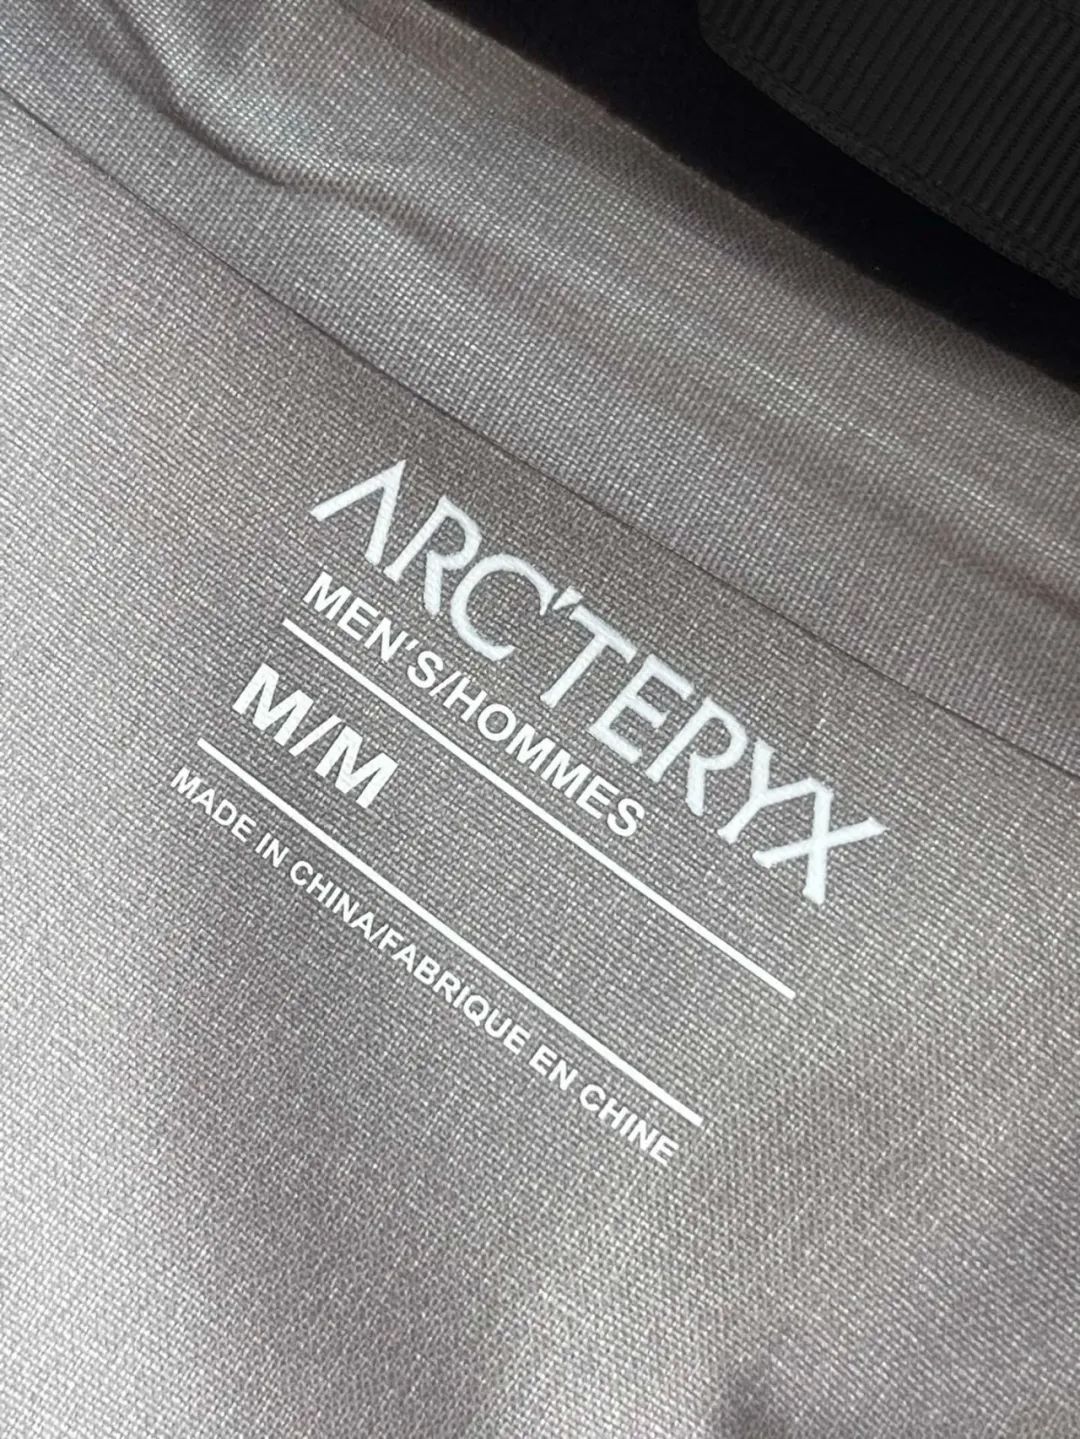 ARC'TERYX
MEN'S/HOMMES
M/M
MADE IN CHINA/FABRIQUE EN CHINE